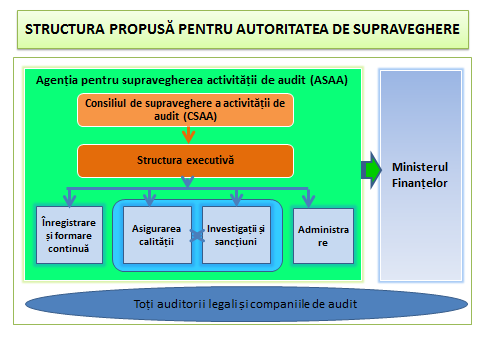 STRUCTURA PROPUSĂ PENTRU AUTORITATEA DE SUPRAVEGHERE
Agenția pentru supravegherea activității de audit (ASAA)
Consiliul de supraveghere a activității de
audit (CSAA)
Structura executivă
Înregistrare
și formare
continuă
Asigurarea
calității
Investigații și
sancțiuni
Administra
re
Ministerul
Finanțelor
Toți auditorii legali și companiile de audit